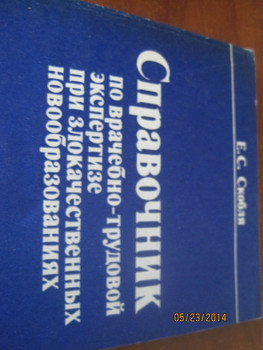 Е.С. Скобля
Справочник
по врачебно-трудовой
экспертизе
при злокачественных
новообразованиях
05/23/2014